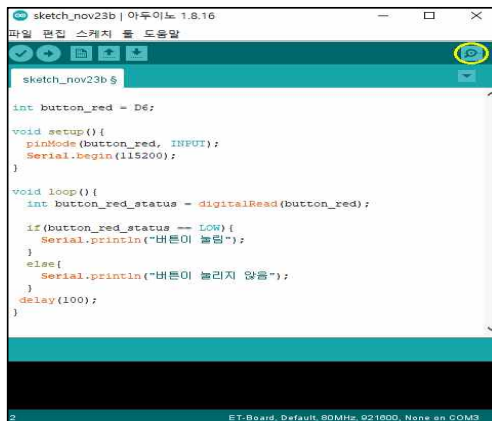 sketch_nov23b | 아두이노 1.8.16
파일 편집 스케치 툴 도움말
sketch_nov23b §
int button_red = D6;
void setup(){
pinMode(button_red, INPUT);
Serial.begin(115200);
}
void loop(){
int button_red_status = digitalRead(button_red);
if(button_red_status == LOW){
Serial.println("버튼이 눌림");
}
else{
Serial.println("버튼이 눌리지 않음");
}
delay(100);
}
2 ET-Board, Default, 80MHz, 921600, None on COM3